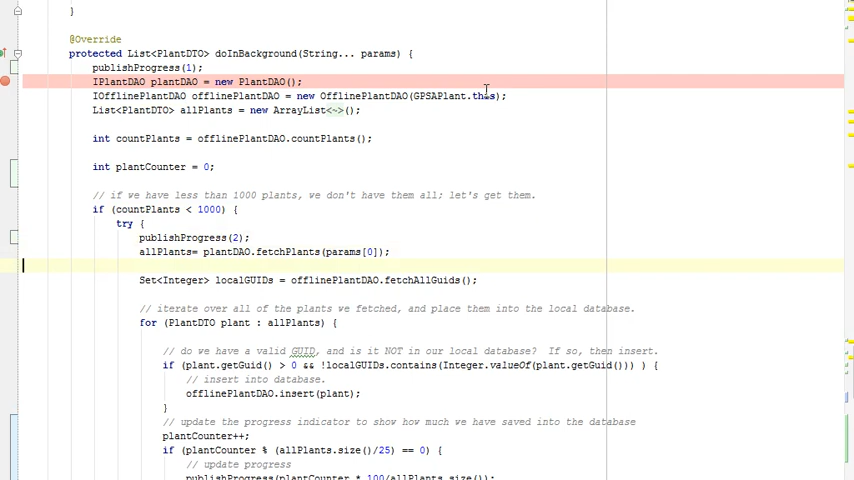 }
@Override
protected List<PlantDTO> doInBackground(String... params) {
publishProgress(1);
IPlantDAO plantDAO = new PlantDAO();
IOfflinePlantDAO offlinePlantDAO = new OfflinePlantDAO(GPSAPlant.this);
List<PlantDTO> allPlants = new ArrayList<~>();
int countPlants = offlinePlantDAO.countPlants();
int plantCounter = 0;
// if we have less than 1000 plants, we don't have them all; let's get them.
if (countPlants < 1000) {
try {
publishProgress(2);
allPlants= plantDAO.fetchPlants(params[0]);
Set<Integer> localGUIDs = offlinePlantDAO.fetchAllGuids();
// iterate over all of the plants we fetched, and place them into the local database.
for (PlantDTO plant : allPlants) {
// do we have a valid GUID, and is it NOT in our local database?  If so, then insert.
if (plant.getGuid() > 0 && !localGUIDs.contains(Integer.valueOf(plant.getGuid())) ) {
// insert into database.
offlinePlantDAO.insert(plant);
}
// update the progress indicator to show how much we have saved into the database
plantCounter++;
if (plantCounter % (allPlants.size()/25) == 0) {
// update progress
publishProgress(plantCounter * 100/allPlants.size());